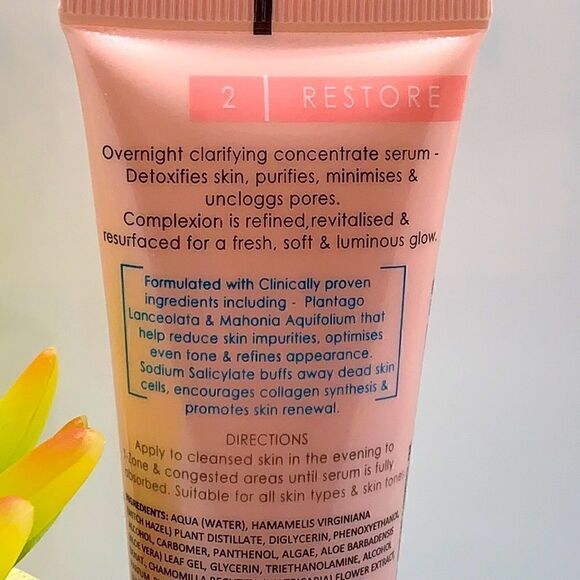 2 | RESTORE
Overnight clarifying concentrate serum -
Detoxifies skin, purifies, minimises &
uncloggs pores.
Complexion is refined,revitalised &
resurfaced for a fresh, soft & luminous glow.
Formulated with Clinically proven
ingredients including - Plantago
Lanceolata & Mahonia Aquifolium that
help reduce skin impurities, optimises
even tone & refines appearance.
Sodium Salicylate buffs away dead skin
cells, encourages collagen synthesis &
promotes skin renewal.
DIRECTIONS
Apply to cleansed skin in the evening to
T-Zone & congested areas until serum is fully
absorbed. Suitable for all skin types & skin tones
INGREDIENTS: AQUA (WATER), HAMAMELIS VIRGINIANA
(WITCH HAZEL) PLANT DISTILLATE, DIGLYCERIN, PHENOXYETHANOL
ALCOHOL, CARBOMER, PANTHENOL, ALGAE, ALOE BARBADENSIS
(ALOE VERA) LEAF GEL, GLYCERIN, TRIETHANOLAMINE, ALCOHOL
CHAMOMILLA FLOWER EXTRACT,